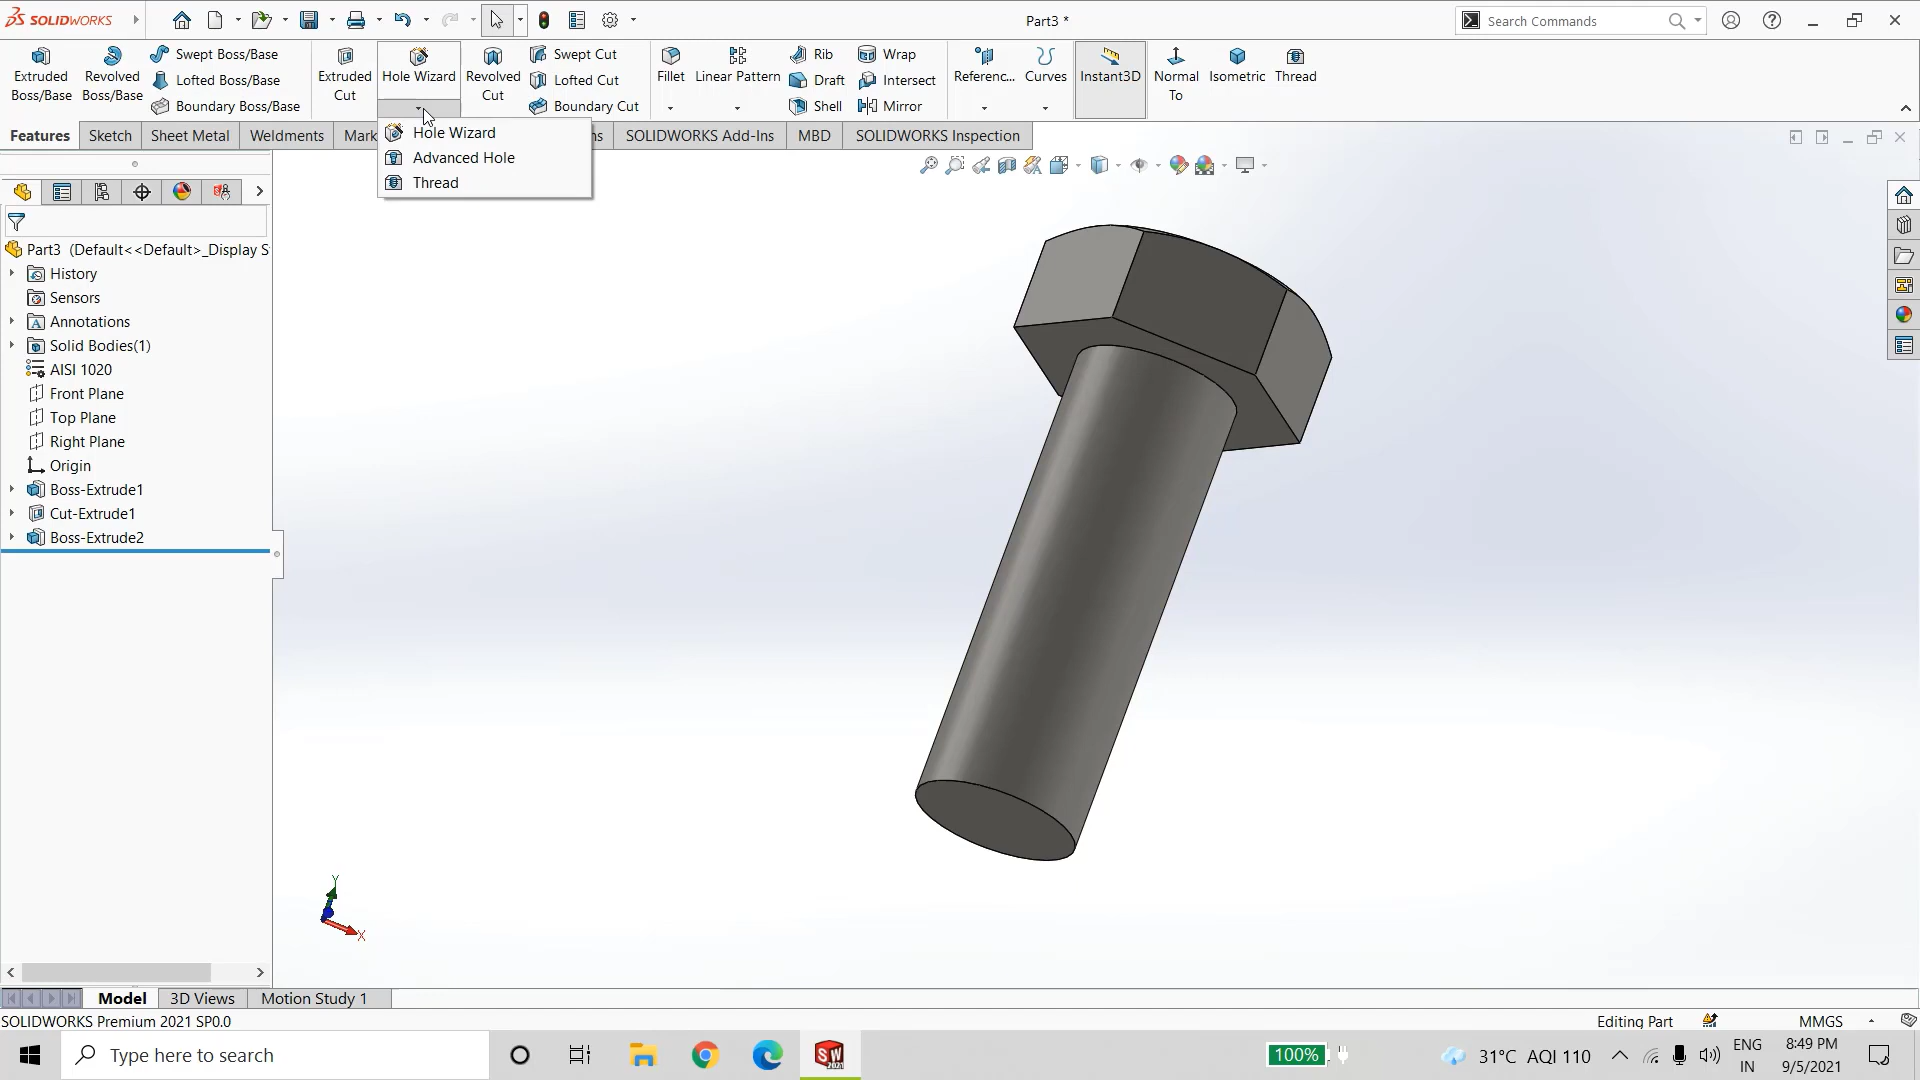 SOLIDWORKS
Part3 *
Search Commands
Extruded Boss/Base
Revolved Boss/Base
Swept Boss/Base
Lofted Boss/Base
Boundary Boss/Base
Extruded Cut
Hole Wizard
Revolved Cut
Swept Cut
Lofted Cut
Boundary Cut
Fillet
Linear Pattern
Rib
Draft
Shell
Wrap
Intersect
Mirror
Referenc...
Curves
Instant3D
Normal To
Isometric
Thread
Features
Sketch
Sheet Metal
Weldments
Mark
ns
SOLIDWORKS Add-Ins
MBD
SOLIDWORKS Inspection
Hole Wizard
Advanced Hole
Thread
Part3 (Default<<Default>_Display S
History
Sensors
Annotations
Solid Bodies(1)
AISI 1020
Front Plane
Top Plane
Right Plane
Origin
Boss-Extrude1
Cut-Extrude1
Boss-Extrude2
Y
X
Model
3D Views
Motion Study 1
SOLIDWORKS Premium 2021 SP0.0
Editing Part
MMGS
Type here to search
SW
2021
100%
31°C AQI 110
ENG
IN
8:49 PM
9/5/2021